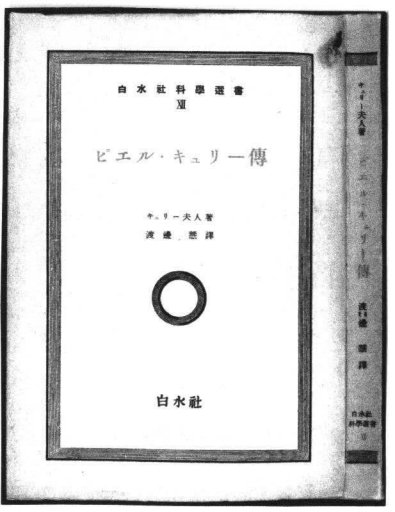 白水社科學選書
Ⅻ
ピエル・キュリー傳
キュリー夫人著
渡邊 慧譯
白水社
キュリー夫人著
ピエル・キュリー傳
渡邊 慧 譯
白水社
科學選書